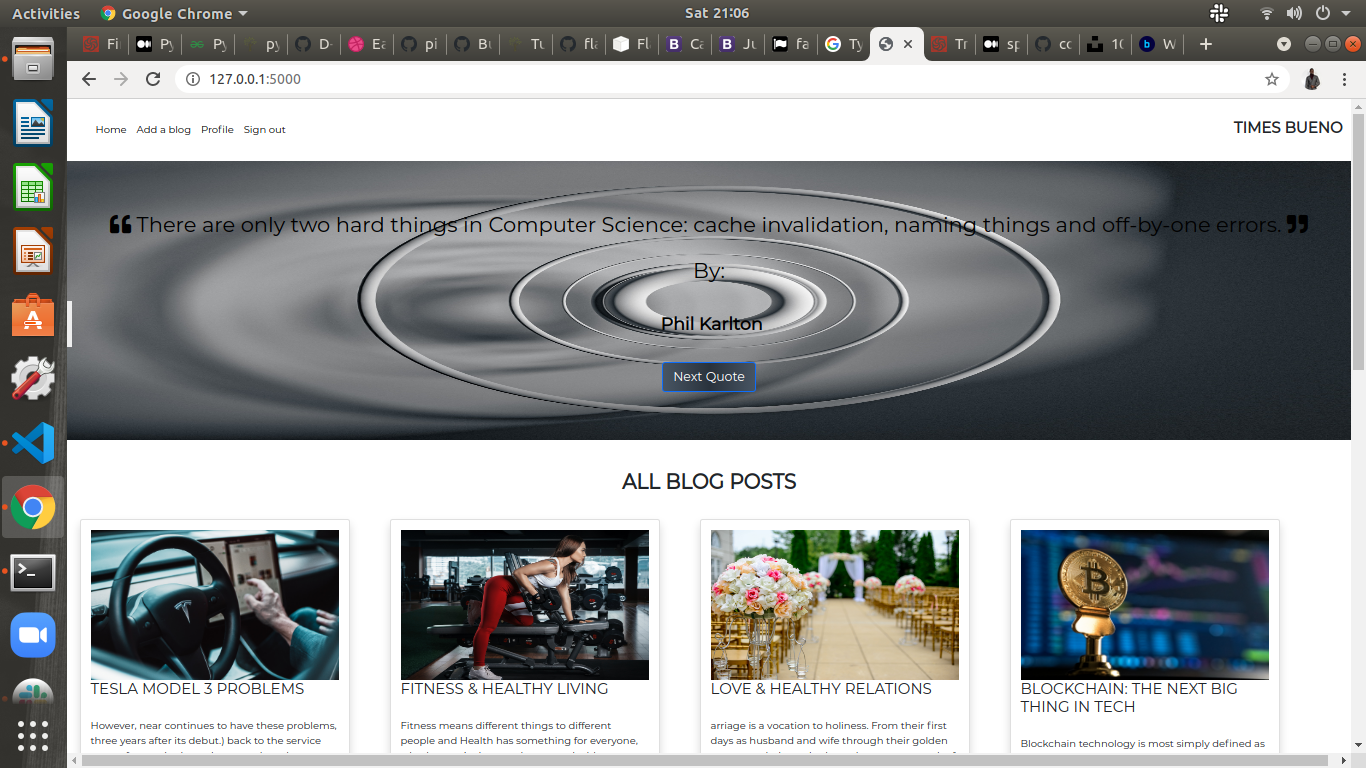 Activities Google Chrome Sat 21:06
Fi Py Py py D- Ea pi Bu Tu fla Fl Ca Ju fa Ty Tr sp co 10 W
127.0.0.1:5000
Home Add a blog Profile Sign out TIMES BUENO
“ There are only two hard things in Computer Science: cache invalidation, naming things and off-by-one errors. ”
By:
Phil Karlton
Next Quote
ALL BLOG POSTS
TESLA MODEL 3 PROBLEMS
However, near continues to have these problems,
three years after its debut.) back to the service
FITNESS & HEALTHY LIVING
Fitness means different things to different
people and Health has something for everyone,
LOVE & HEALTHY RELATIONS
arriage is a vocation to holiness. From their first
days as husband and wife through their golden
BLOCKCHAIN: THE NEXT BIG
THING IN TECH
Blockchain technology is most simply defined as